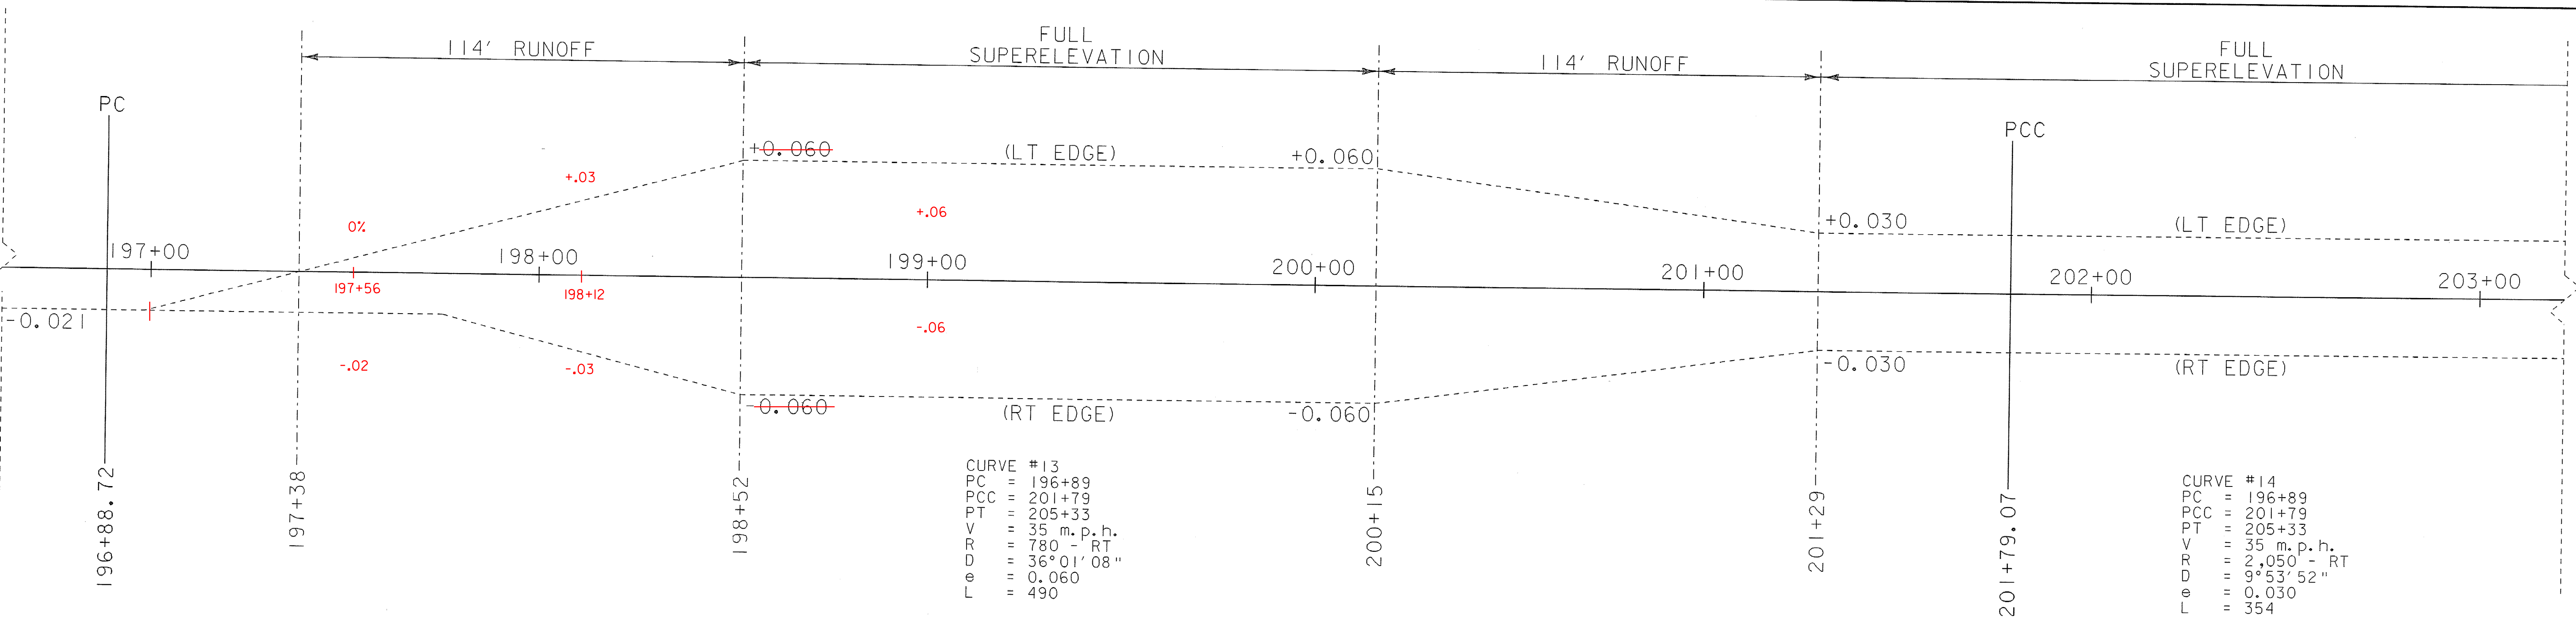 114' RUNOFF
FULL
SUPERELEVATION
114' RUNOFF
FULL
SUPERELEVATION
PC
PCC
+0.060
(LT EDGE)
+0.060
+.03
+.06
0%
+0.030
(LT EDGE)
197+00
198+00
199+00
200+00
201+00
202+00
203+00
197+56
198+12
-0.021
-.02
-.03
-.06
-0.060
(RT EDGE)
-0.060
-0.030
(RT EDGE)
196+88.72
197+38
198+52
200+15
201+29
201+79.07
CURVE #13
PC = 196+89
PCC = 201+79
PT = 205+33
V = 35 m.p.h.
R = 780 - RT
D = 36°01'08"
e = 0.060
L = 490
CURVE #14
PC = 196+89
PCC = 201+79
PT = 205+33
V = 35 m.p.h.
R = 2,050 - RT
D = 9°53'52"
e = 0.030
L = 354